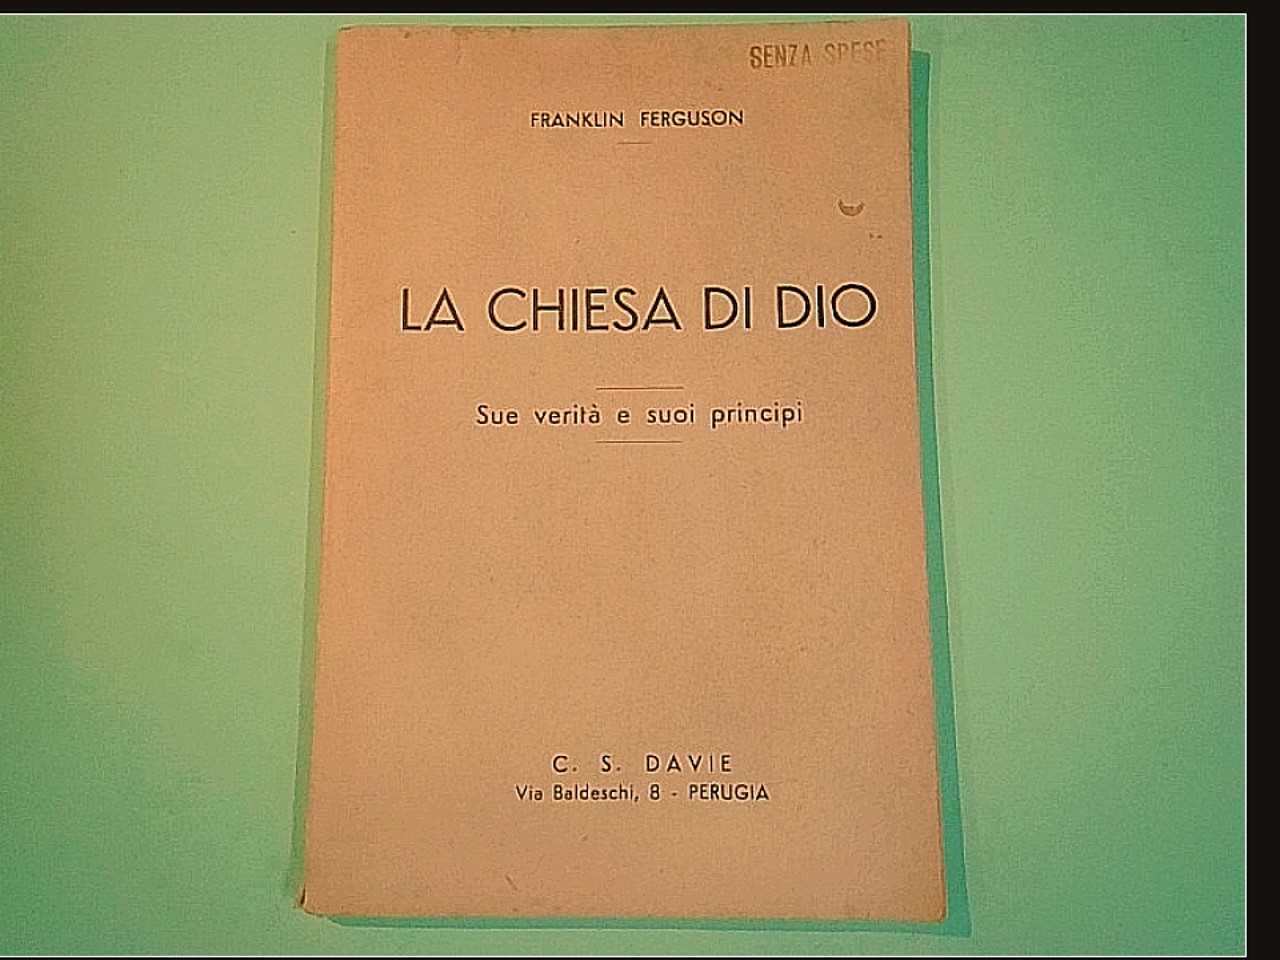 SENZA SPESE
FRANKLIN FERGUSON
LA CHIESA DI DIO
Sue verità e suoi principi
C. S. DAVIE
Via Baldeschi, 8 - PERUGIA